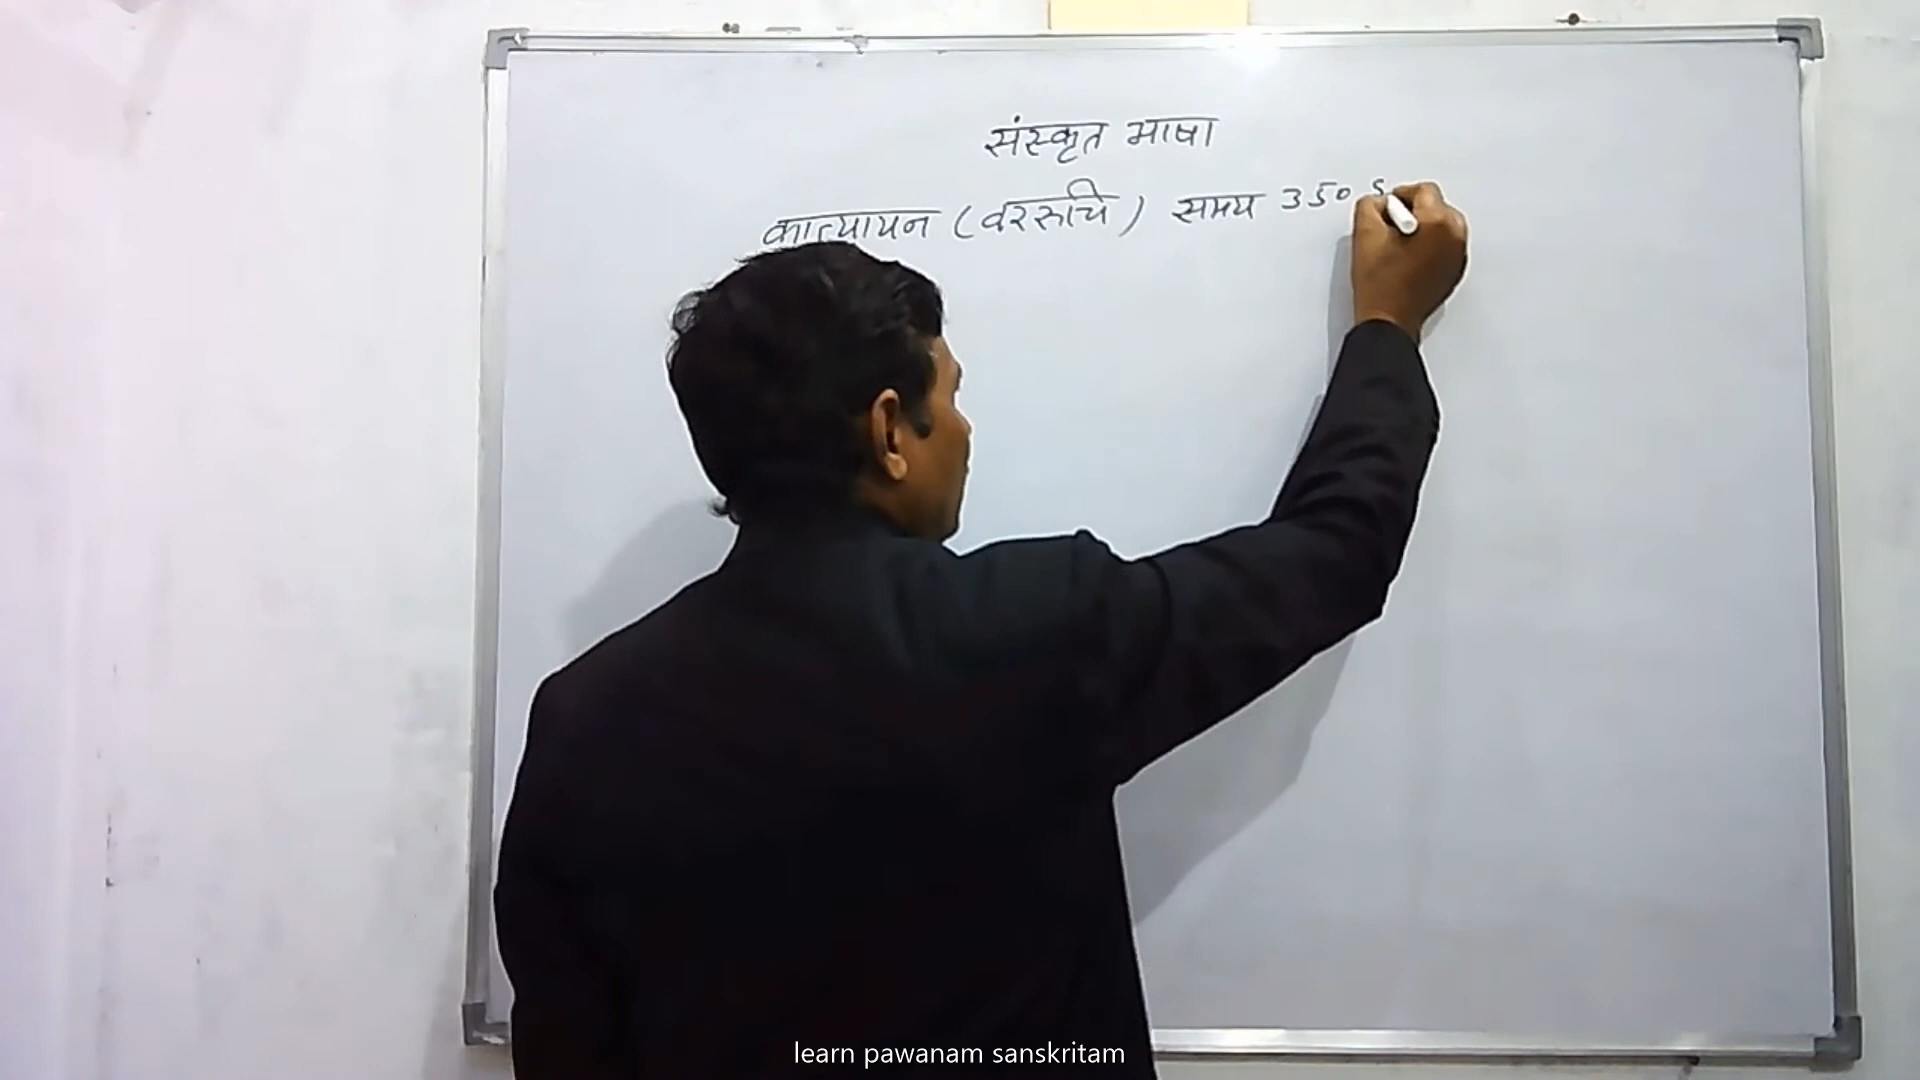 संस्कृत भाषा
कात्यायन (वररुचि) समय 350
learn pawanam sanskritam